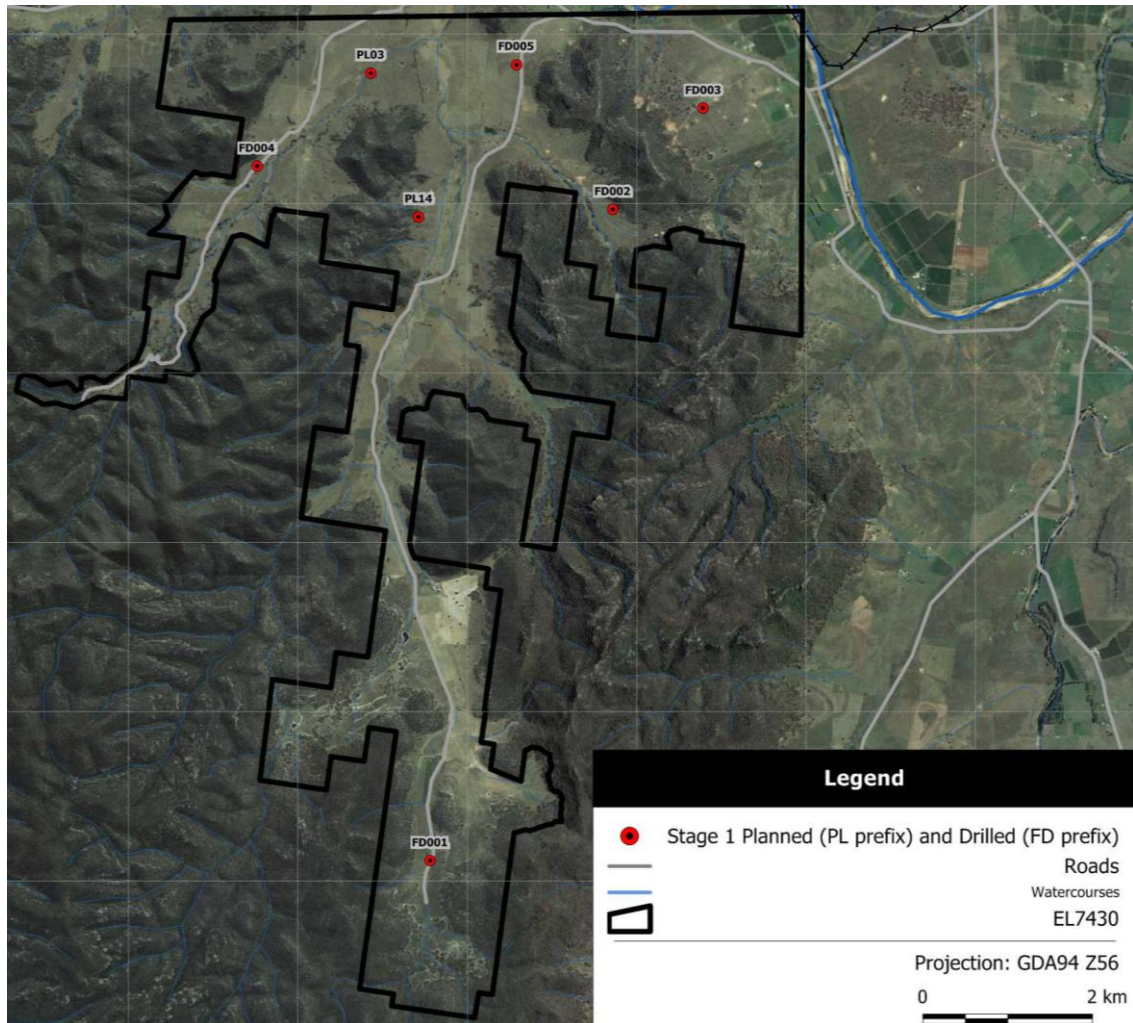 FD005
PL03
FD003
FD004
PL14
FD002
FD001
Legend
Stage 1 Planned (PL prefix) and Drilled (FD prefix)
Roads
Watercourses
EL7430
Projection: GDA94 Z56
0 2 km